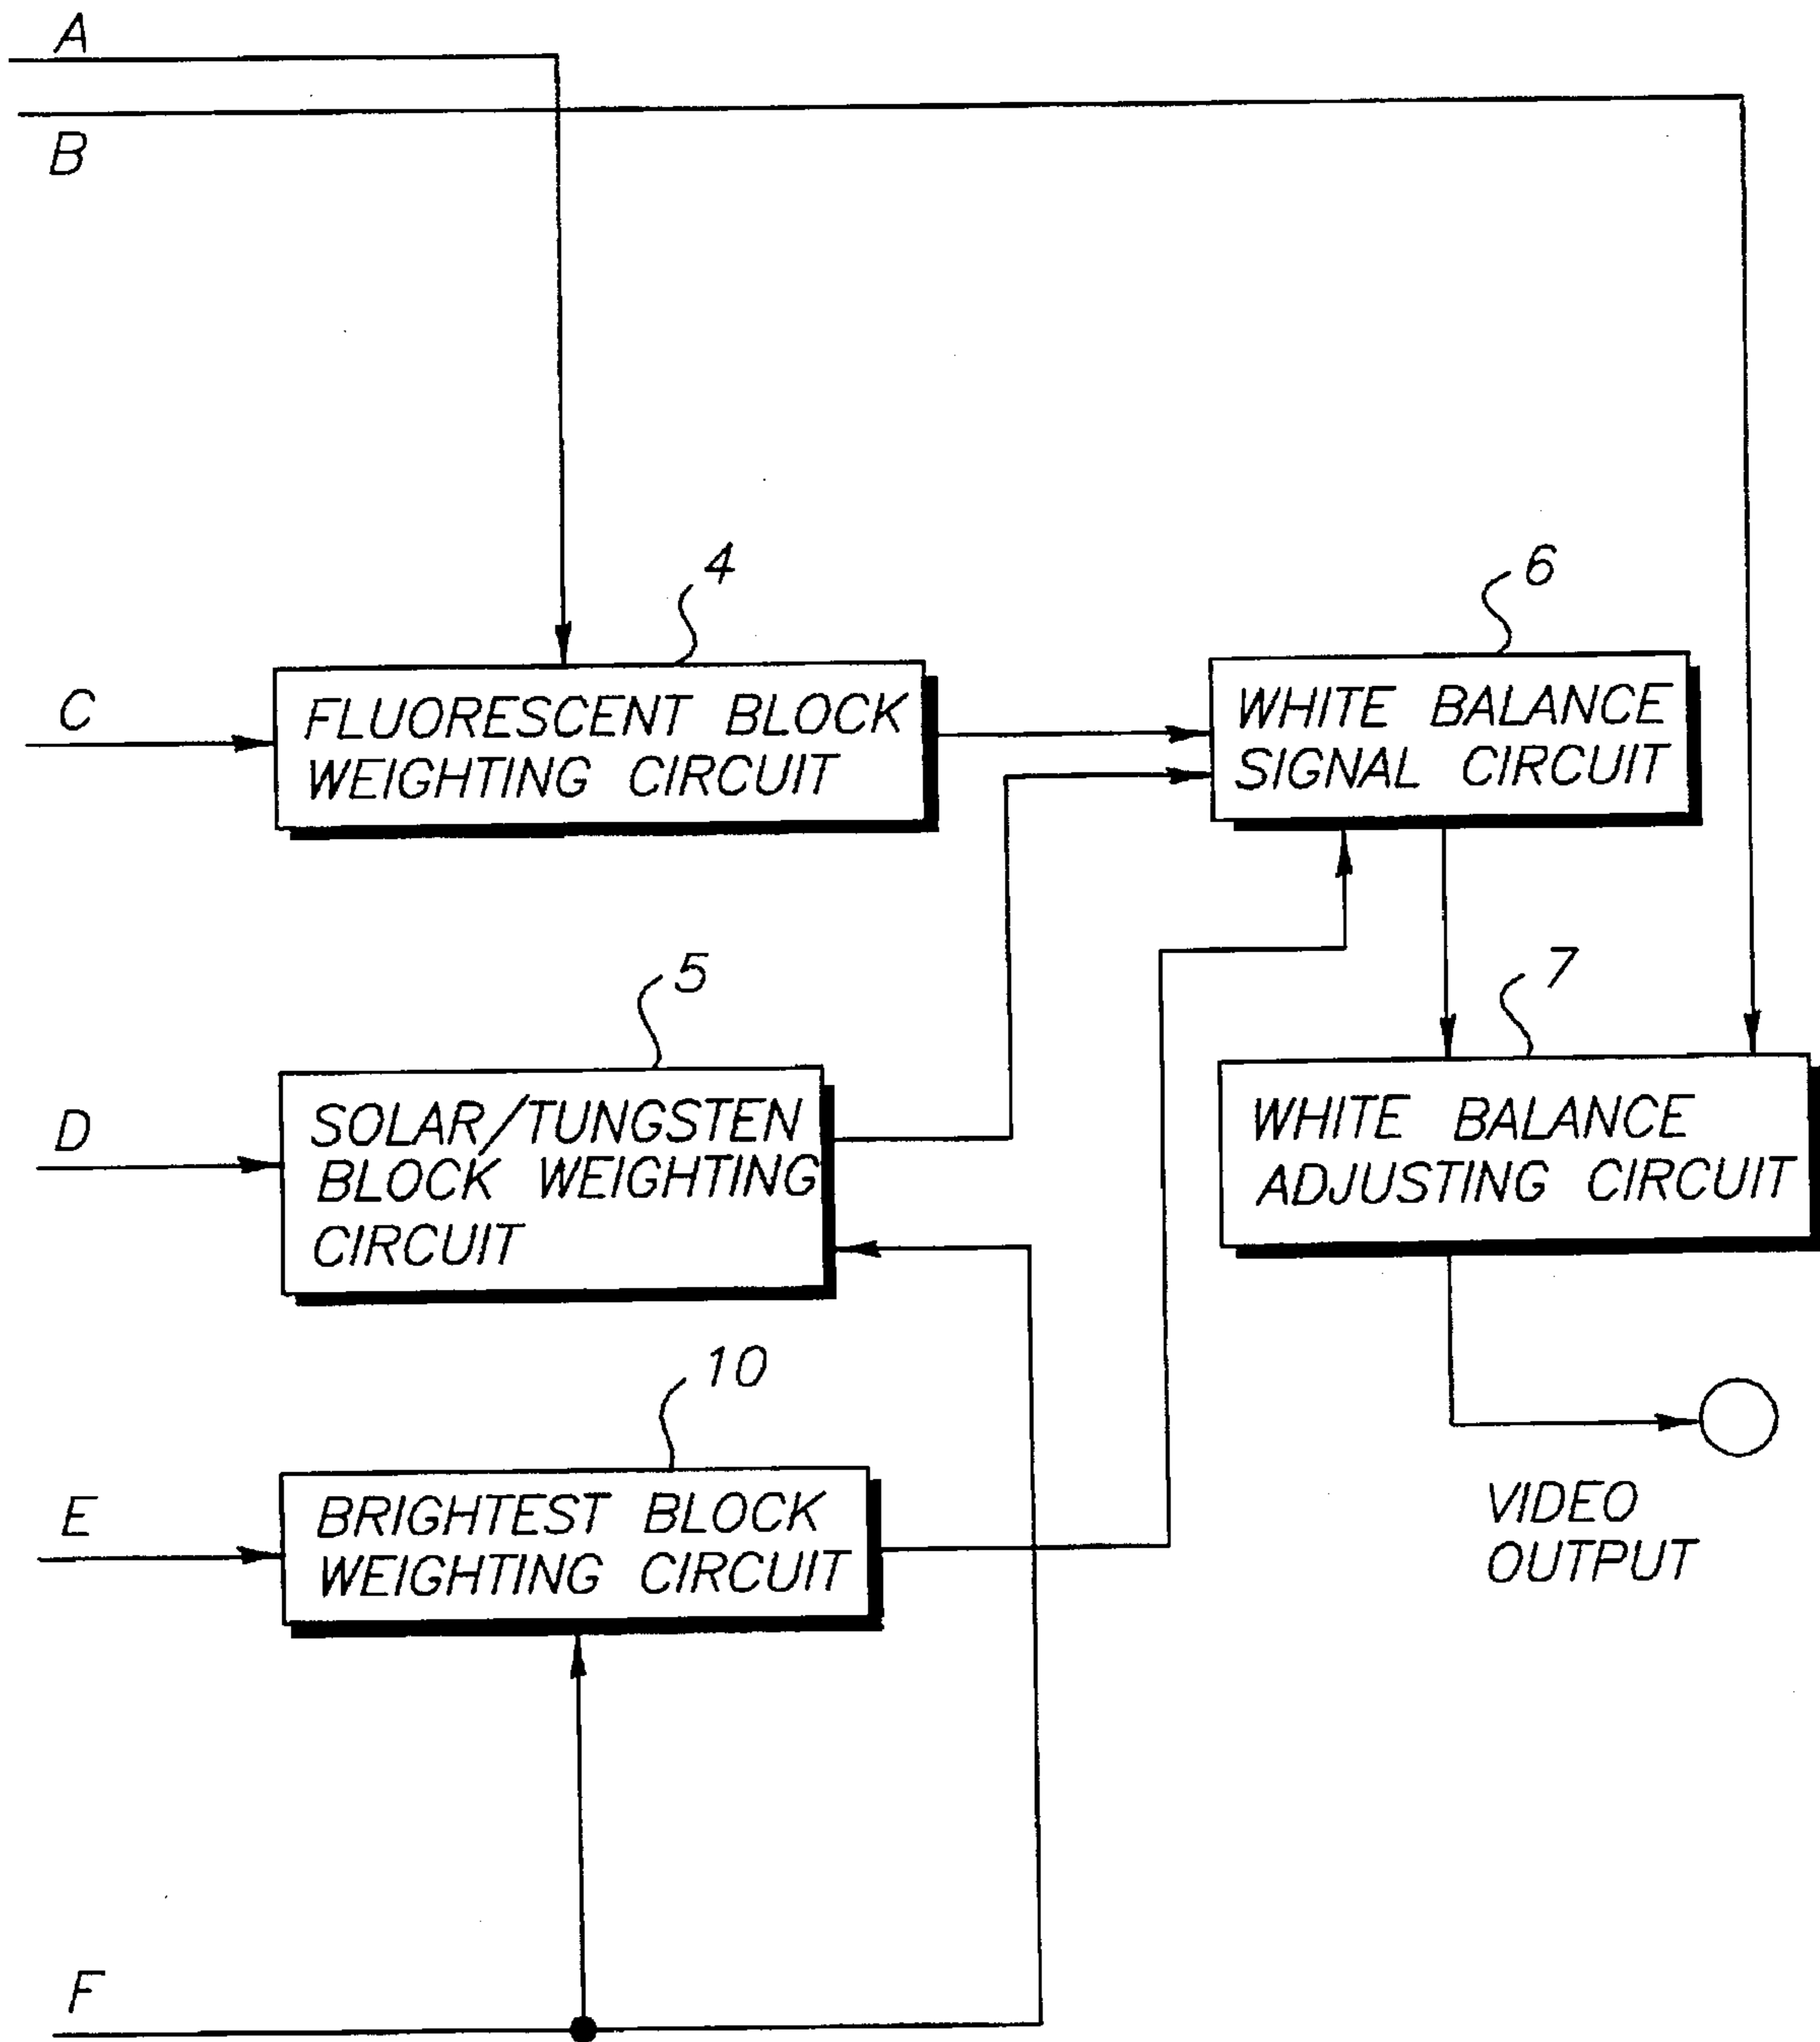 A
B
4
6
C
FLUORESCENT BLOCK
WEIGHTING CIRCUIT
WHITE BALANCE
SIGNAL CIRCUIT
5
7
D
SOLAR/TUNGSTEN
BLOCK WEIGHTING
CIRCUIT
WHITE BALANCE
ADJUSTING CIRCUIT
10
E
BRIGHTEST BLOCK
WEIGHTING CIRCUIT
VIDEO
OUTPUT
F